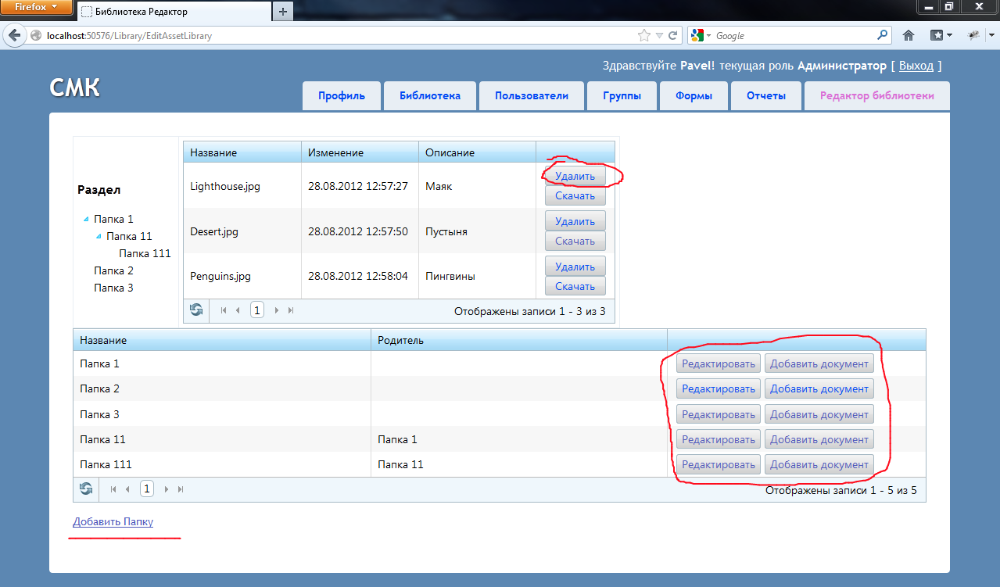 Firefox
Библиотека Редактор
localhost:50576/Library/EditAssetLibrary
Google
Здравствуйте Pavel! текущая роль Администратор [ Выход ]
СМК
Профиль Библиотека Пользователи Группы Формы Отчеты Редактор библиотеки
Раздел
Папка 1
Папка 11
Папка 111
Папка 2
Папка 3
Название Изменение Описание
Lighthouse.jpg 28.08.2012 12:57:27 Маяк Удалить
Скачать
Desert.jpg 28.08.2012 12:57:50 Пустыня Удалить
Скачать
Penguins.jpg 28.08.2012 12:58:04 Пингвины Удалить
Скачать
1 Отображены записи 1 - 3 из 3
Название Родитель
Папка 1 Редактировать Добавить документ
Папка 2 Редактировать Добавить документ
Папка 3 Редактировать Добавить документ
Папка 11 Папка 1 Редактировать Добавить документ
Папка 111 Папка 11 Редактировать Добавить документ
1 Отображены записи 1 - 5 из 5
Добавить Папку